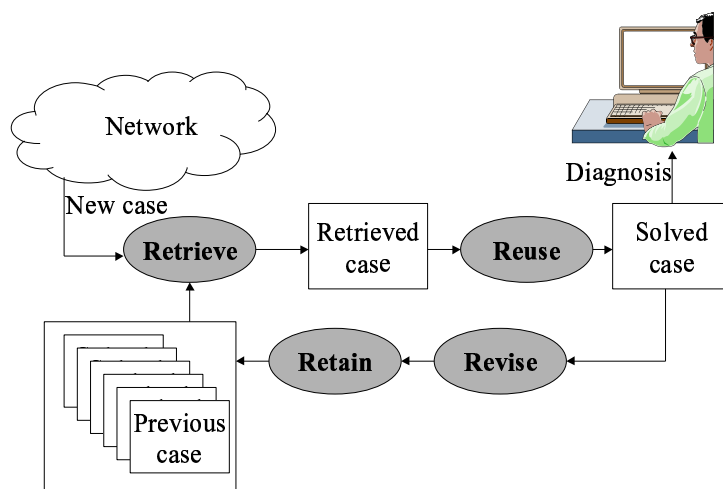 Network
Diagnosis
New case
Retrieve
Retrieved
case
Reuse
Solved
case
Retain
Revise
Previous
case